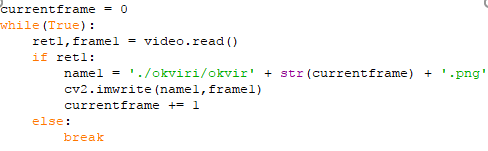 currentframe = 0
while(True):
    ret1,frame1 = video.read()
    if ret1:
        name1 = './okviri/okvir' + str(currentframe) + '.png'
        cv2.imwrite(name1,frame1)
        currentframe += 1
    else:
        break